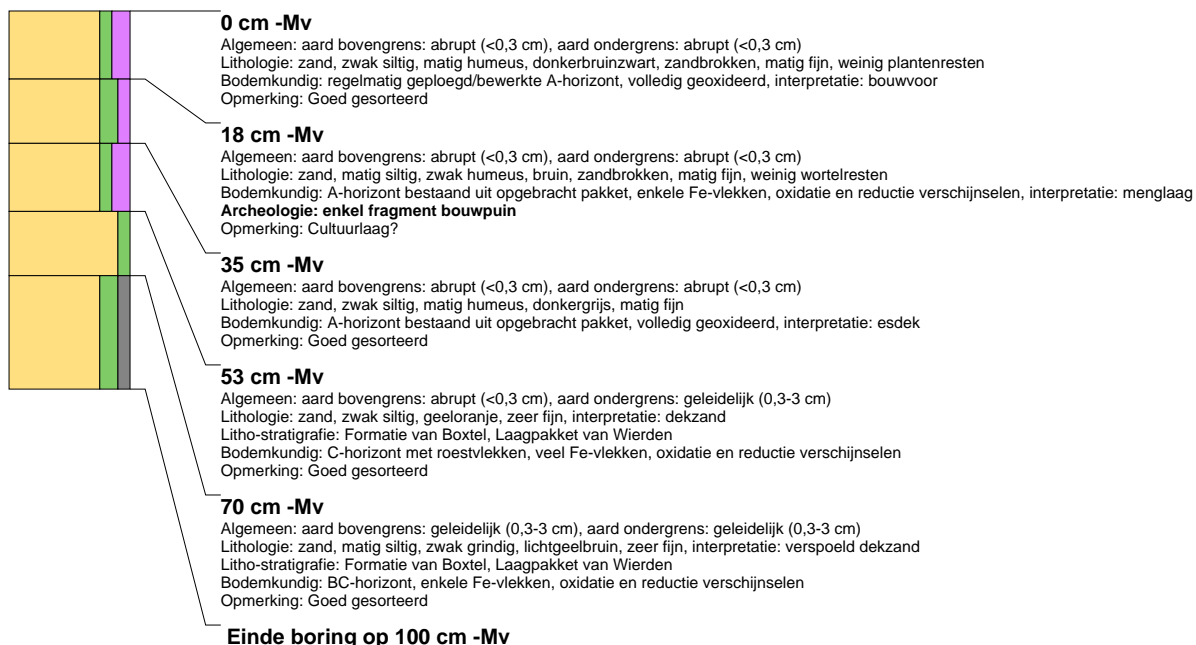 0 cm -Mv
Algemeen: aard bovengrens: abrupt (<0,3 cm), aard ondergrens: abrupt (<0,3 cm)
Lithologie: zand, zwak siltig, matig humeus, donkerbruinzwart, zandbrokken, matig fijn, weinig plantenresten
Bodemkundig: regelmatig geploegd/bewerkte A-horizont, volledig geoxideerd, interpretatie: bouwvoor
Opmerking: Goed gesorteerd
18 cm -Mv
Algemeen: aard bovengrens: abrupt (<0,3 cm), aard ondergrens: abrupt (<0,3 cm)
Lithologie: zand, matig siltig, zwak humeus, bruin, zandbrokken, matig fijn, weinig wortelresten
Bodemkundig: A-horizont bestaand uit opgebracht pakket, enkele Fe-vlekken, oxidatie en reductie verschijnselen, interpretatie: menglaag
Archeologie: enkel fragment bouwpuin
Opmerking: Cultuurlaag?
35 cm -Mv
Algemeen: aard bovengrens: abrupt (<0,3 cm), aard ondergrens: abrupt (<0,3 cm)
Lithologie: zand, zwak siltig, matig humeus, donkergrijs, matig fijn
Bodemkundig: A-horizont bestaand uit opgebracht pakket, volledig geoxideerd, interpretatie: esdek
Opmerking: Goed gesorteerd
53 cm -Mv
Algemeen: aard bovengrens: abrupt (<0,3 cm), aard ondergrens: geleidelijk (0,3-3 cm)
Lithologie: zand, zwak siltig, geeloranje, zeer fijn, interpretatie: dekzand
Litho-stratigrafie: Formatie van Boxtel, Laagpakket van Wierden
Bodemkundig: C-horizont met roestvlekken, veel Fe-vlekken, oxidatie en reductie verschijnselen
Opmerking: Goed gesorteerd
70 cm -Mv
Algemeen: aard bovengrens: geleidelijk (0,3-3 cm), aard ondergrens: geleidelijk (0,3-3 cm)
Lithologie: zand, matig siltig, zwak grindig, lichtgeelbruin, zeer fijn, interpretatie: verspoeld dekzand
Litho-stratigrafie: Formatie van Boxtel, Laagpakket van Wierden
Bodemkundig: BC-horizont, enkele Fe-vlekken, oxidatie en reductie verschijnselen
Opmerking: Goed gesorteerd
Einde boring op 100 cm -Mv